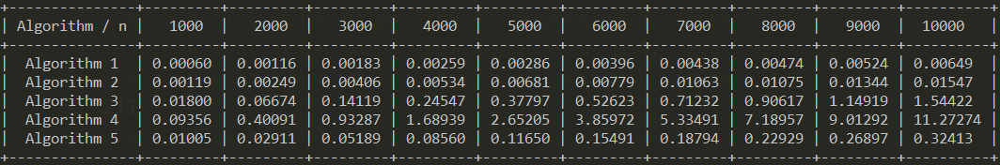 +-------------+---------+---------+---------+---------+---------+---------+---------+---------+---------+----------+
| Algorithm / n |  1000   |  2000   |  3000   |  4000   |  5000   |  6000   |  7000   |  8000   |  9000   |  10000   |
+-------------+---------+---------+---------+---------+---------+---------+---------+---------+---------+----------+
|  Algorithm 1  | 0.00060 | 0.00116 | 0.00183 | 0.00259 | 0.00286 | 0.00396 | 0.00438 | 0.00474 | 0.00524 | 0.00649  |
|  Algorithm 2  | 0.00119 | 0.00249 | 0.00406 | 0.00534 | 0.00681 | 0.00779 | 0.01063 | 0.01075 | 0.01344 | 0.01547  |
|  Algorithm 3  | 0.01800 | 0.06674 | 0.14119 | 0.24547 | 0.37797 | 0.52623 | 0.71232 | 0.90617 | 1.14919 | 1.54422  |
|  Algorithm 4  | 0.09356 | 0.40091 | 0.93287 | 1.68939 | 2.65205 | 3.85972 | 5.33491 | 7.18957 | 9.01292 | 11.27274 |
|  Algorithm 5  | 0.01005 | 0.02911 | 0.05189 | 0.08560 | 0.11650 | 0.15491 | 0.18794 | 0.22929 | 0.26897 | 0.32413  |
+-------------+---------+---------+---------+---------+---------+---------+---------+---------+---------+----------+